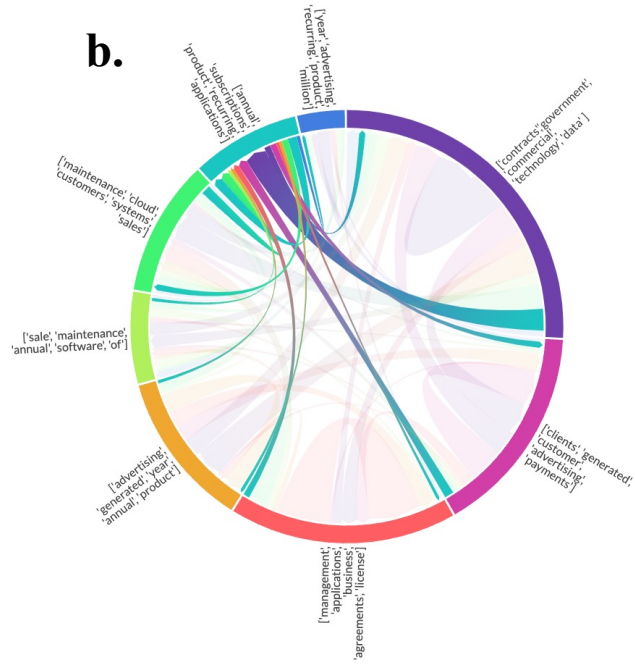 b.
['year','advertising',
'recurring','product',
'million']
['annual',
'subscriptions',
'product','recurring',
'applications']
['contracts','government',
'commercial',
'technology','data']
['maintenance','cloud',
'customers','systems',
'sales']
['sale','maintenance',
'annual','software','of']
['advertising',
'generated','year',
'annual','product']
['management',
'applications',
'business',
'agreements','license']
['clients','generated',
'customer',
'advertising',
'payments']